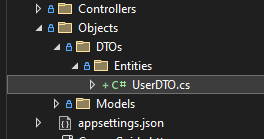 Controllers
Objects
DTOs
Entities
+ C# UserDTO.cs
Models
appsettings.json